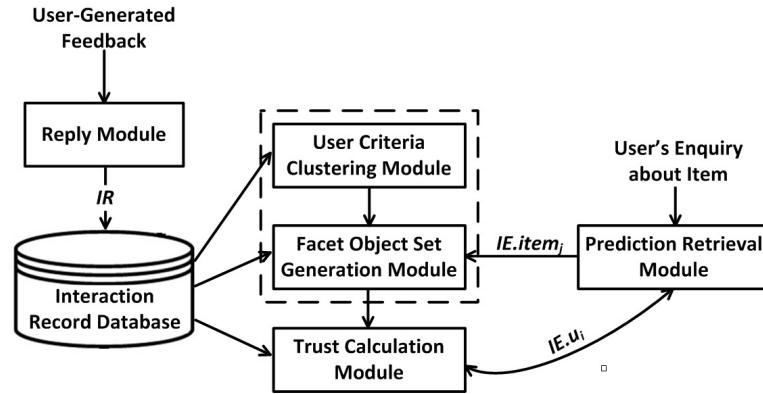 User-Generated
Feedback
Reply Module
IR
Interaction
Record Database
User Criteria
Clustering Module
Facet Object Set
Generation Module
Trust Calculation
Module
User's Enquiry
about Item
IE.itemj
Prediction Retrieval
Module
IE.ui